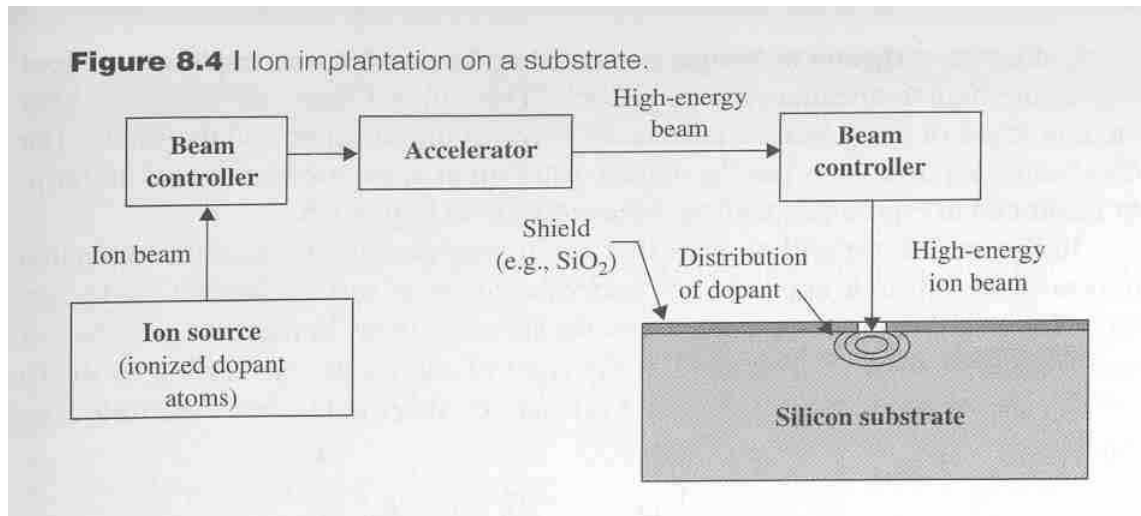 Figure 8.4 | Ion implantation on a substrate.
High-energy
beam
Beam
controller
Accelerator
Beam
controller
Ion beam
Shield
(e.g., SiO₂)
Distribution
of dopant
High-energy
ion beam
Ion source
(ionized dopant
atoms)
Silicon substrate